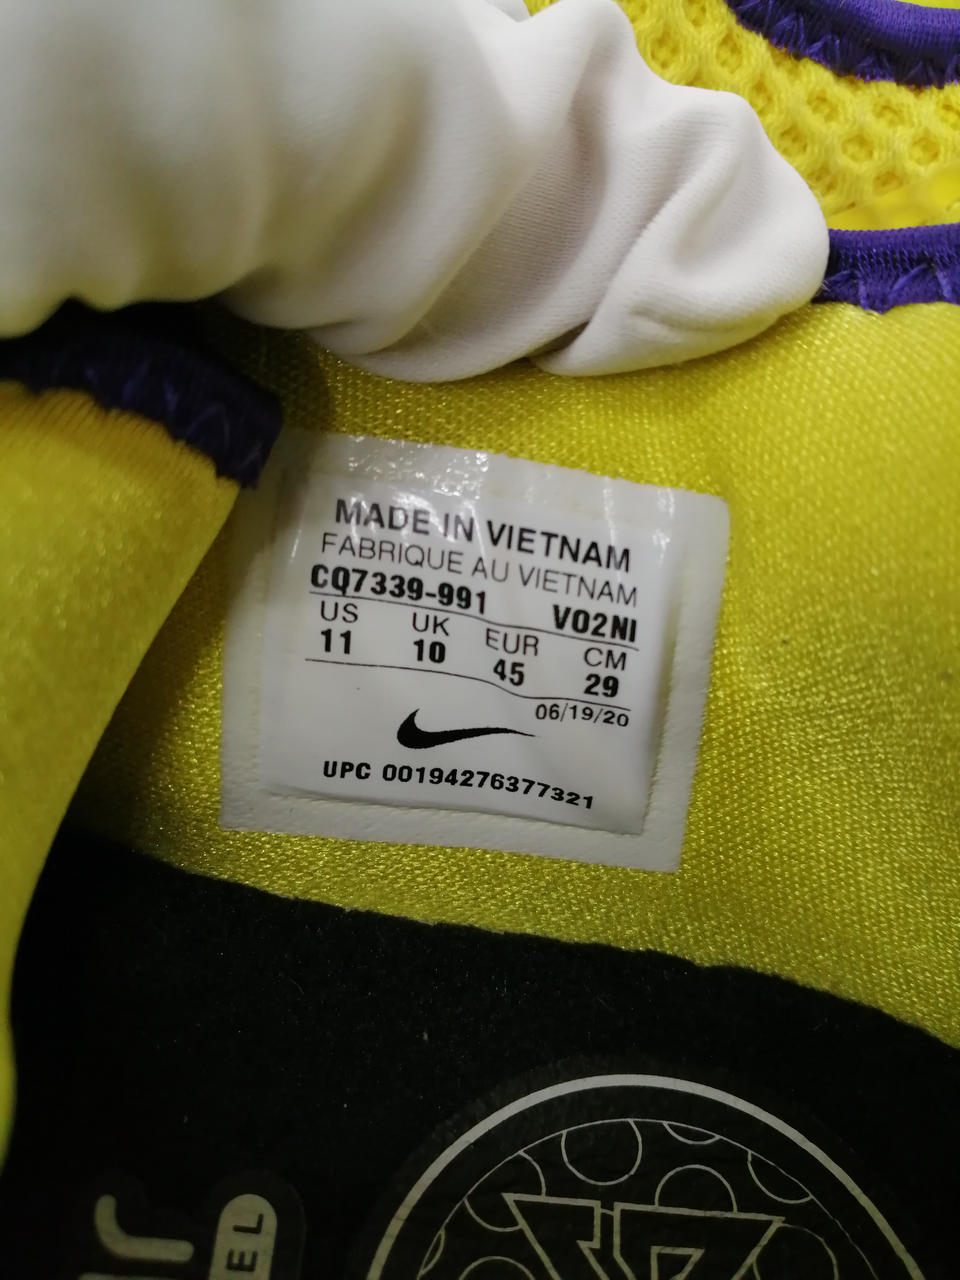 MADE IN VIETNAM
FABRIQUE AU VIETNAM
CQ7339-991 V02NI
US UK EUR CM
11 10 45 29
06/19/20
UPC 00194276377321
EL